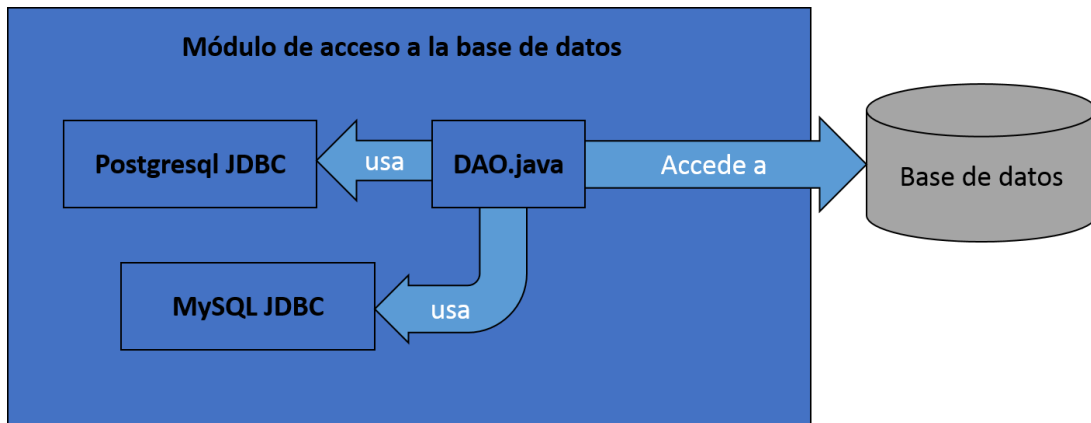 Módulo de acceso a la base de datos
Postgresql JDBC
usa
DAO.java
Accede a
Base de datos
MySQL JDBC
usa